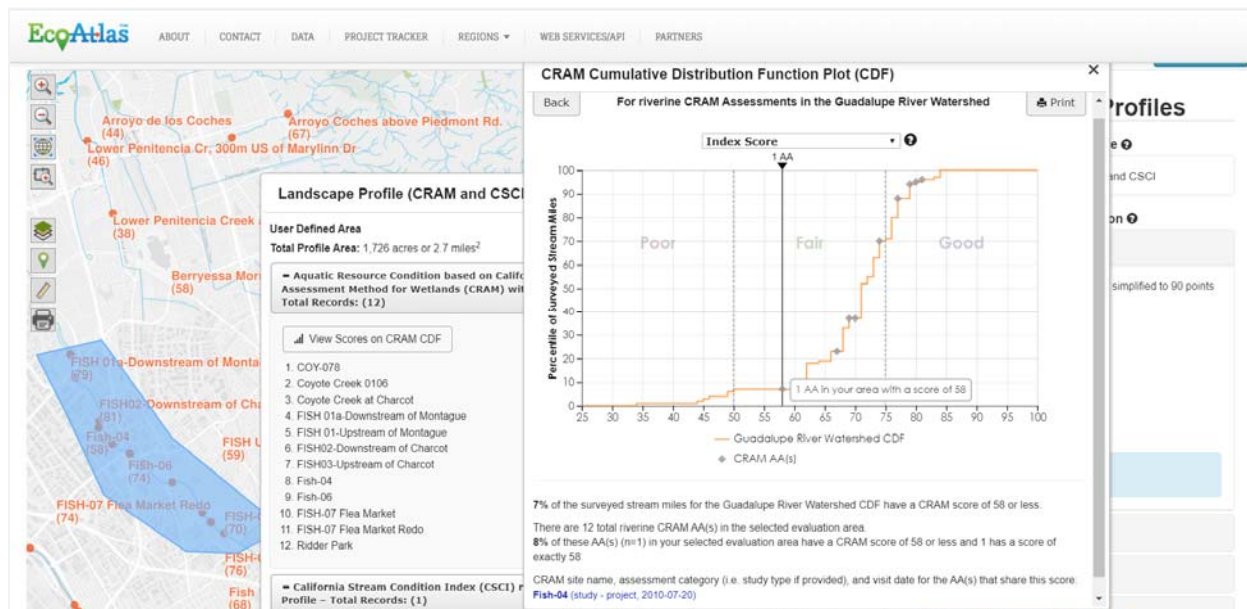 EcoAtlas
ABOUT
CONTACT
DATA
PROJECT TRACKER
REGIONS
WEB SERVICES/API
PARTNERS
Arroyo de los Coches
(44)
Arroyo Coches above Piedmont Rd.
(67)
Lower Penitencia Cr, 300m US of Marylinn Dr
(46)
Lower Penitencia Creek
(38)
Berryessa
(58)
FISH 01a-Downstream of Monta
(79)
FISH02-Downstream of Cha
(81)
Fish-04
(58)
Fish-06
(74)
FISH U
(59)
FISH-07 Flea Market Redo
(74)
FISH-
(70)
FISH-
(76)
Fish
(68)
Landscape Profile (CRAM and CSCI
User Defined Area
Total Profile Area: 1,726 acres or 2.7 miles²
– Aquatic Resource Condition based on Califo
Assessment Method for Wetlands (CRAM) wit
Total Records: (12)
View Scores on CRAM CDF
1. COY-078
2. Coyote Creek 0106
3. Coyote Creek at Charcot
4. FISH 01a-Downstream of Montague
5. FISH 01-Upstream of Montague
6. FISH02-Downstream of Charcot
7. FISH03-Upstream of Charcot
8. Fish-04
9. Fish-06
10. FISH-07 Flea Market
11. FISH-07 Flea Market Redo
12. Ridder Park
– California Stream Condition Index (CSCI) r
Profile – Total Records: (1)
CRAM Cumulative Distribution Function Plot (CDF)
×
Back
For riverine CRAM Assessments in the Guadalupe River Watershed
Print
Index Score
1 AA
Percentile of Surveyed Stream Miles
100
90
80
70
60
50
40
30
20
10
0
Poor
Fair
Good
1 AA in your area with a score of 58
25 30 35 40 45 50 55 60 65 70 75 80 85 90 95 100
Guadalupe River Watershed CDF
CRAM AA(s)
7% of the surveyed stream miles for the Guadalupe River Watershed CDF have a CRAM score of 58 or less.
There are 12 total riverine CRAM AA(s) in the selected evaluation area.
8% of these AA(s) (n=1) in your selected evaluation area have a CRAM score of 58 or less and 1 has a score of
exactly 58
CRAM site name, assessment category (i.e. study type if provided), and visit date for the AA(s) that share this score:
Fish-04 (study - project, 2010-07-20)
Profiles
e
and CSCI
on
simplified to 90 points